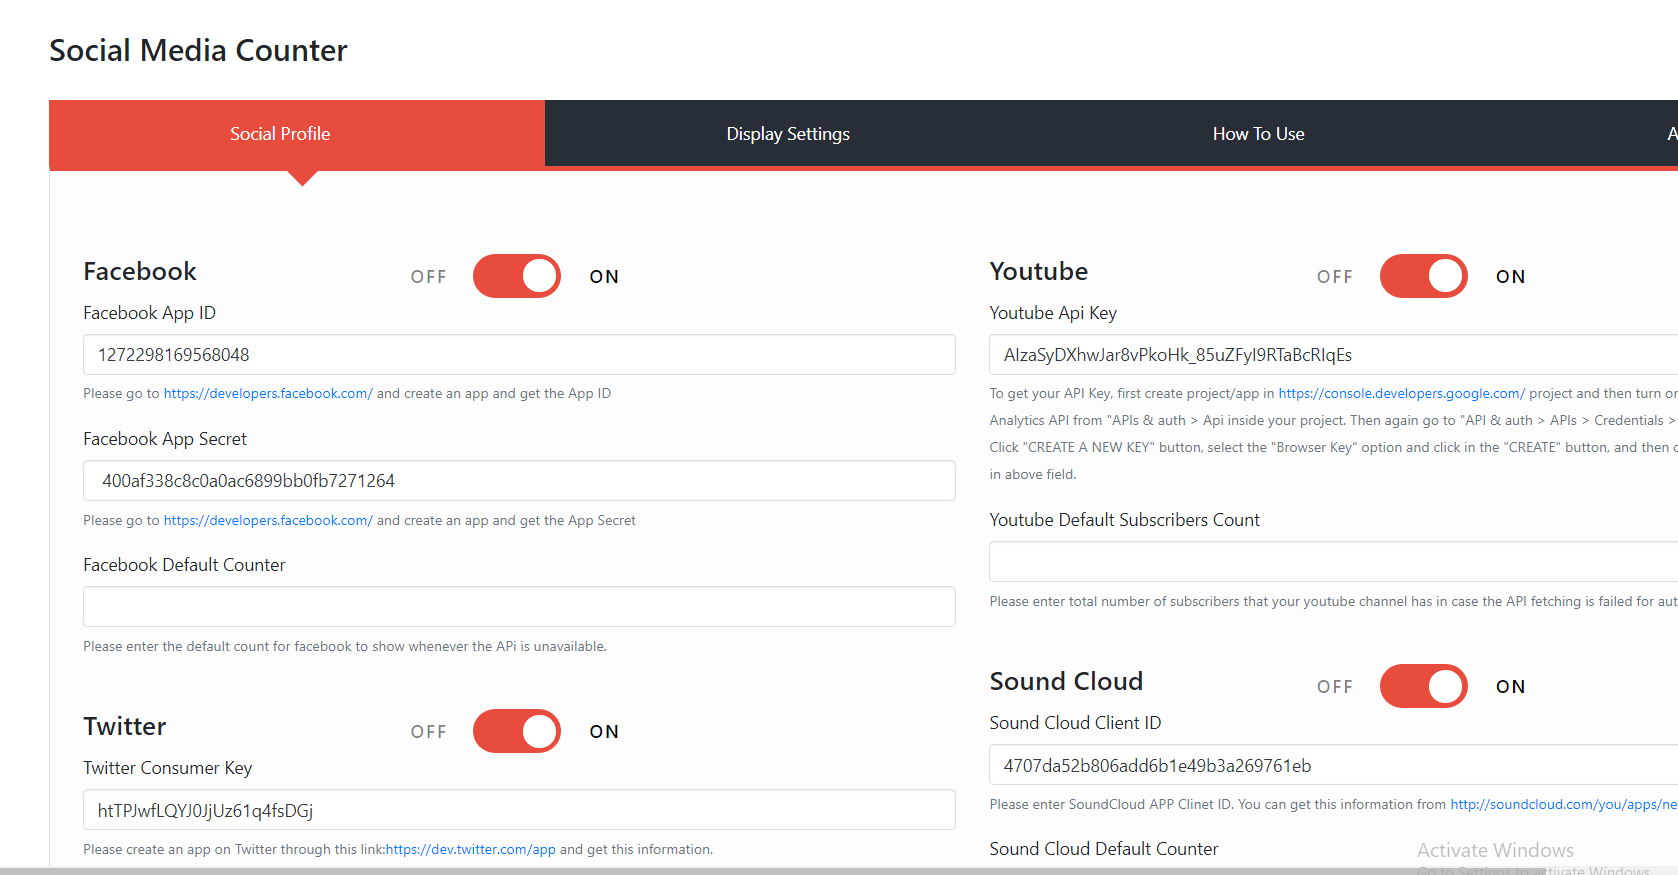 Social Media Counter
Social Profile
Display Settings
How To Use
A
Facebook
OFF
ON
Facebook App ID
1272298169568048
Please go to https://developers.facebook.com/ and create an app and get the App ID
Facebook App Secret
400af338c8c0a0ac6899bb0fb7271264
Please go to https://developers.facebook.com/ and create an app and get the App Secret
Facebook Default Counter
Please enter the default count for facebook to show whenever the APi is unavailable.
Twitter
OFF
ON
Twitter Consumer Key
htTPJwfLQYJ0JjUz61q4fsDGj
Please create an app on Twitter through this link:https://dev.twitter.com/app and get this information.
Youtube
OFF
ON
Youtube Api Key
AIzaSyDXhwJar8vPkoHk_85uZFyI9RTaBcRIqEs
To get your API Key, first create project/app in https://console.developers.google.com/ project and then turn on
Analytics API from "APIs & auth > Api inside your project. Then again go to "API & auth > APIs > Credentials >
Click "CREATE A NEW KEY" button, select the "Browser Key" option and click in the "CREATE" button, and then
in above field.
Youtube Default Subscribers Count
Please enter total number of subscribers that your youtube channel has in case the API fetching is failed for aut
Sound Cloud
OFF
ON
Sound Cloud Client ID
4707da52b806add6b1e49b3a269761eb
Please enter SoundCloud APP Clinet ID. You can get this information from http://soundcloud.com/you/apps/ne
Sound Cloud Default Counter
Activate Windows
Go to Settings to activate Windows.